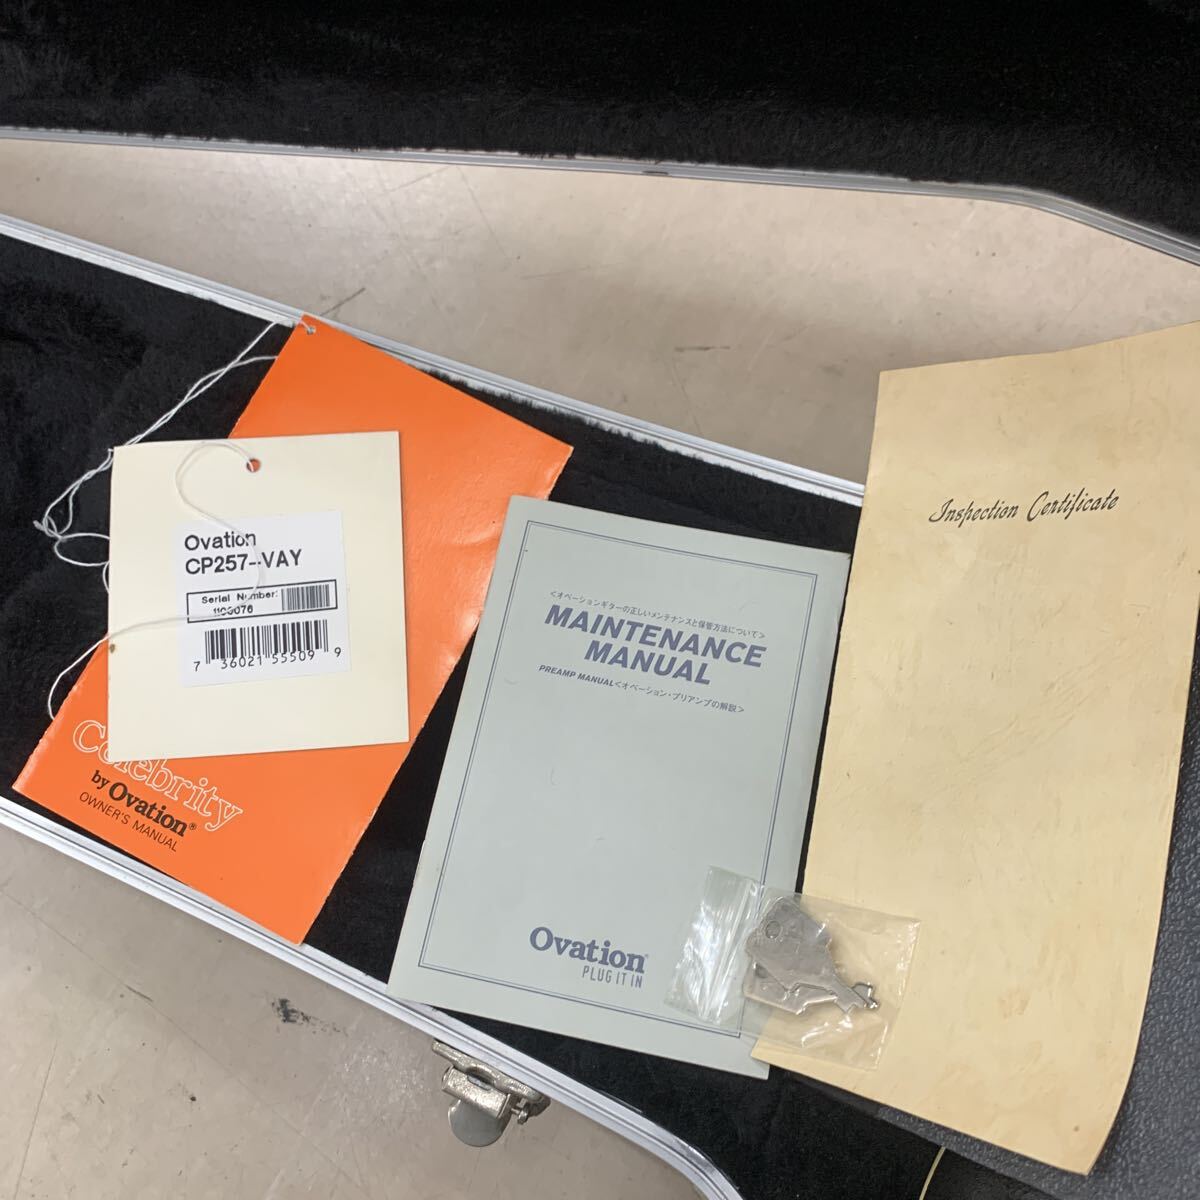 Ovation
CP257-VAY
Serial Number:
7 36021 55509 9
Celebrity
by Ovation®
OWNER'S MANUAL
<オベーションギターの正しいメンテナンスと保管方法について>
MAINTENANCE
MANUAL
PREAMP MANUAL<オベーション・プリアンプの解説>
Ovation®
PLUG IT IN
Inspection Certificate